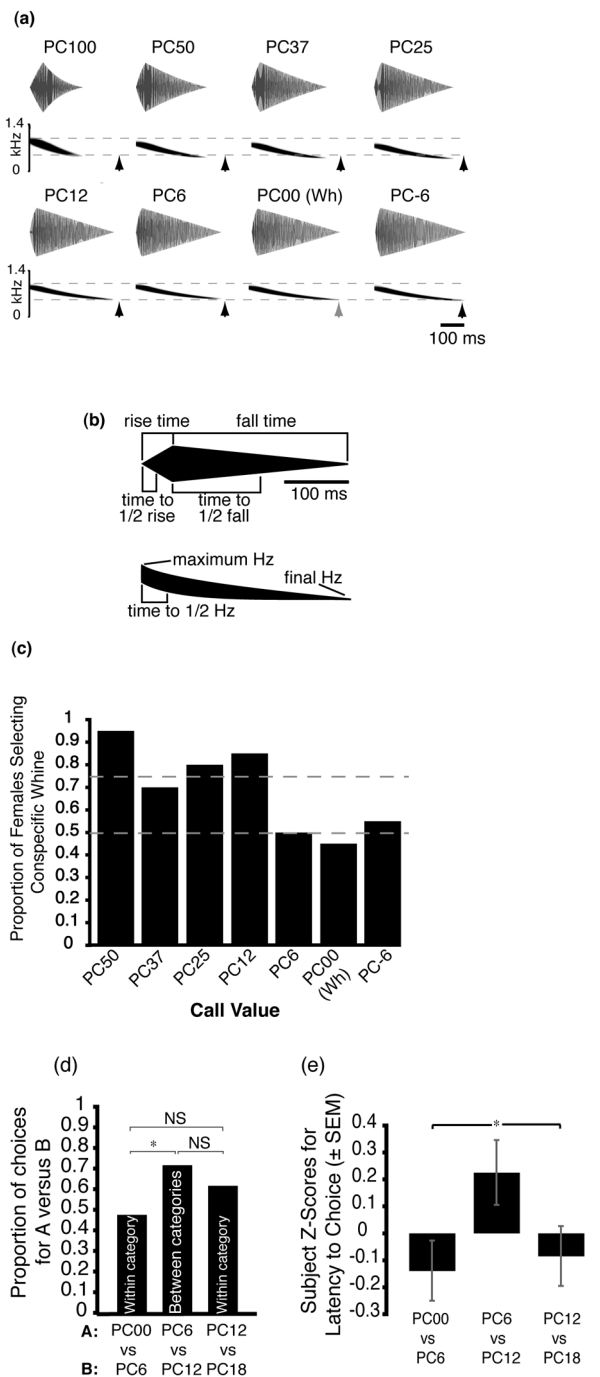 (a)
PC100 PC50 PC37 PC25
1.4
kHz
0
PC12 PC6 PC00 (Wh) PC-6
1.4
kHz
0
100 ms
(b)
rise time fall time
100 ms
time to
1/2 rise
time to
1/2 fall
maximum Hz
final Hz
time to 1/2 Hz
(c)
Proportion of Females Selecting
Conspecific Whine
1
0.9
0.8
0.7
0.6
0.5
0.4
0.3
0.2
0.1
0
PC50 PC37 PC25 PC12 PC6 PC00 (Wh) PC-6
Call Value
(d)
Proportion of choices
for A versus B
1
0.9
0.8
0.7
0.6
0.5
0.4
0.3
0.2
0.1
0
NS
* NS
Within category
Between categories
Within category
A: PC00 PC6 PC12
vs vs vs
B: PC6 PC12 PC18
(e)
Subject Z-Scores for
Latency to Choice (± SEM)
0.4
0.3
0.2
0.1
0
-0.1
-0.2
-0.3
*
PC00 PC6 PC12
vs vs vs
PC6 PC12 PC18